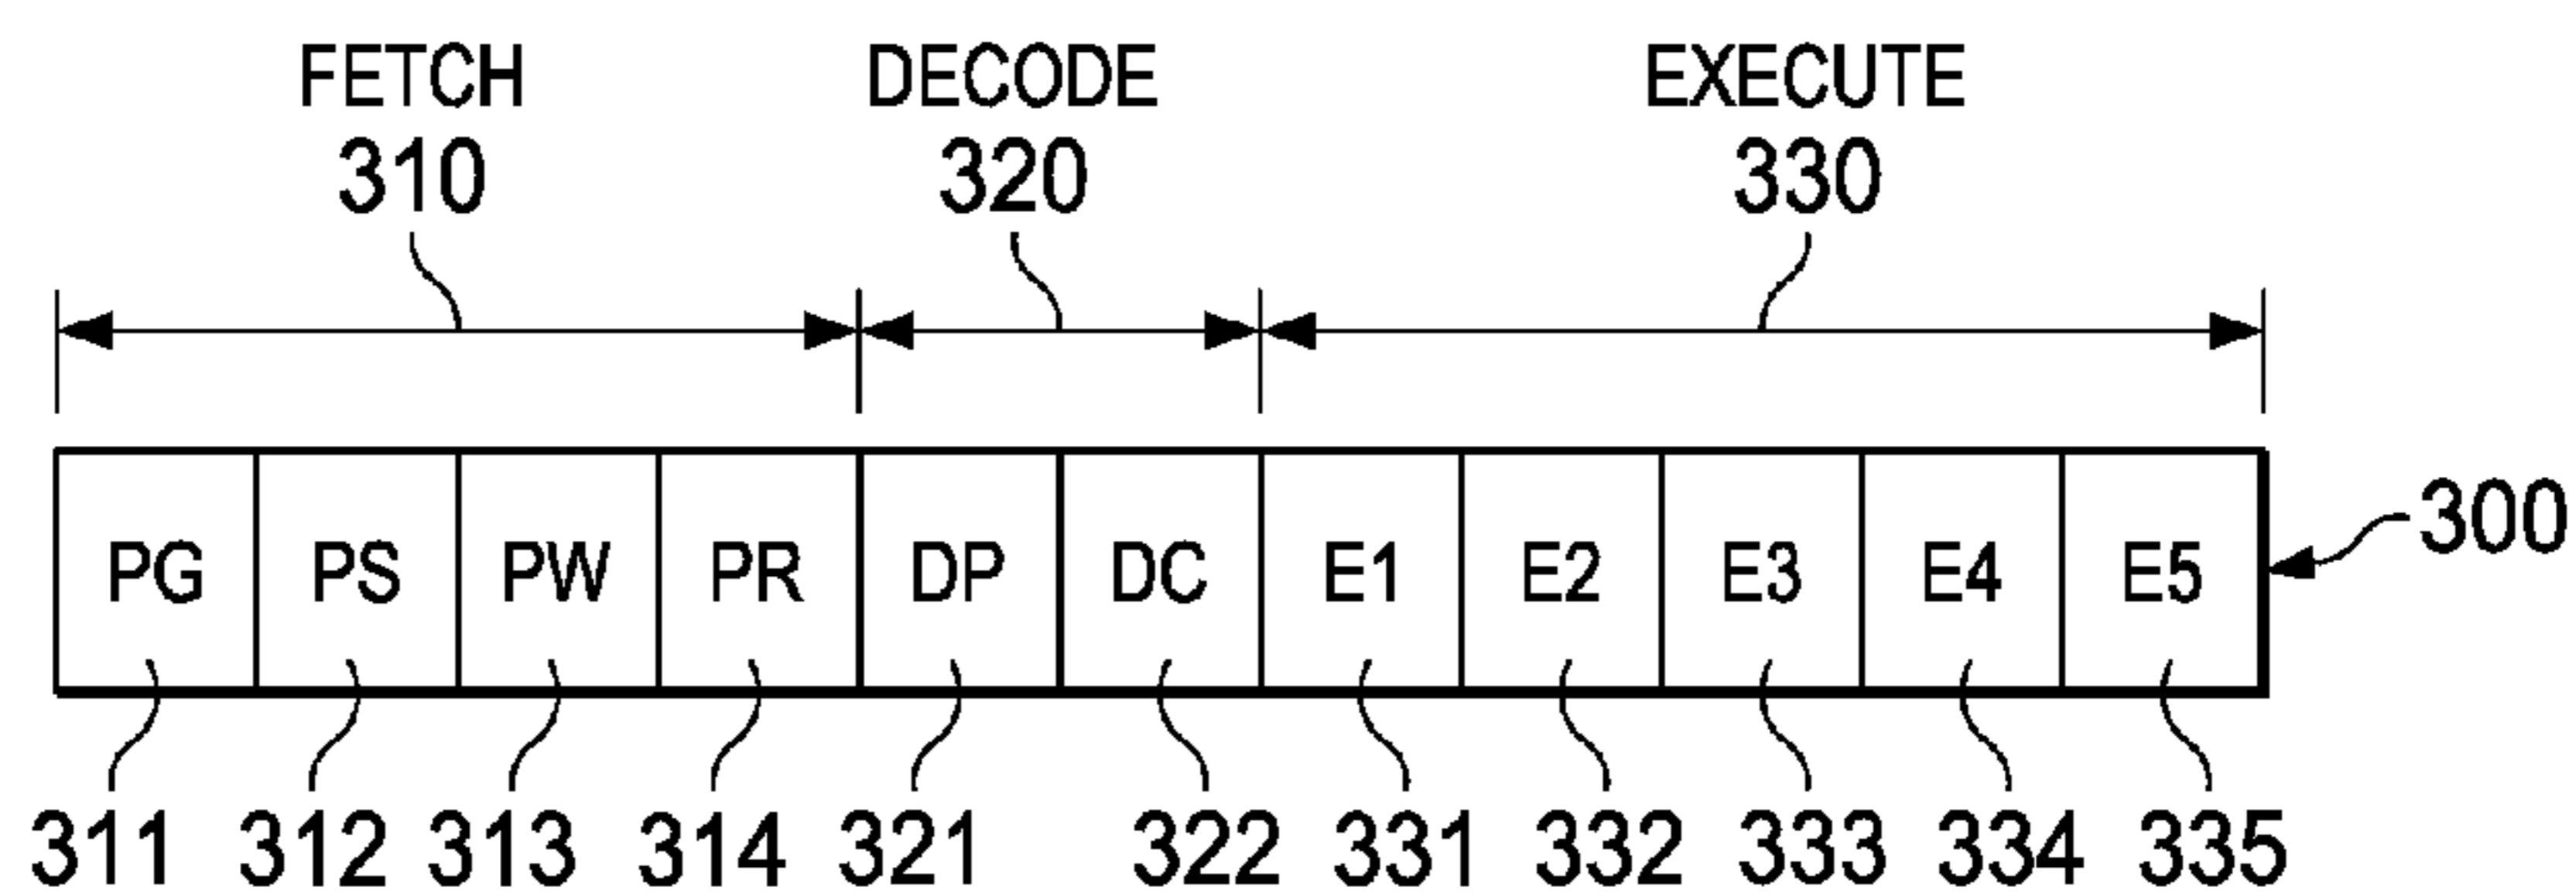 FETCH DECODE EXECUTE
310 320 330
PG PS PW PR DP DC E1 E2 E3 E4 E5
300
311 312 313 314 321 322 331 332 333 334 335